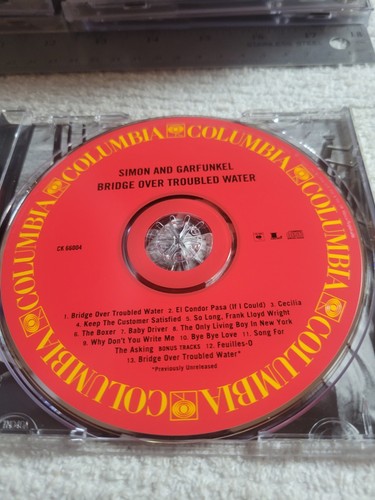 COLUMBIA COLUMBIA COLUMBIA COLUMBIA COLUMBIA COLUMBIA
SIMON AND GARFUNKEL
BRIDGE OVER TROUBLED WATER
CK 66004
1. Bridge Over Troubled Water 2. El Condor Pasa (If I Could) 3. Cecilia
4. Keep The Customer Satisfied 5. So Long, Frank Lloyd Wright
6. The Boxer 7. Baby Driver 8. The Only Living Boy In New York
9. Why Don't You Write Me 10. Bye Bye Love 11. Song For
The Asking BONUS TRACKS 12. Feuilles-O
13. Bridge Over Troubled Water*
*Previously Unreleased